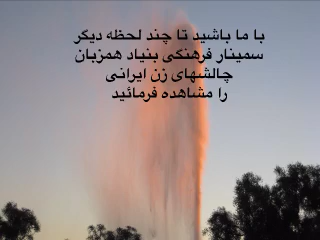 با ما باشید تا چند لحظه دیگر
سمینار فرهنگی بنیاد همزبان
چالشهای زن ایرانی
را مشاهده فرمائید